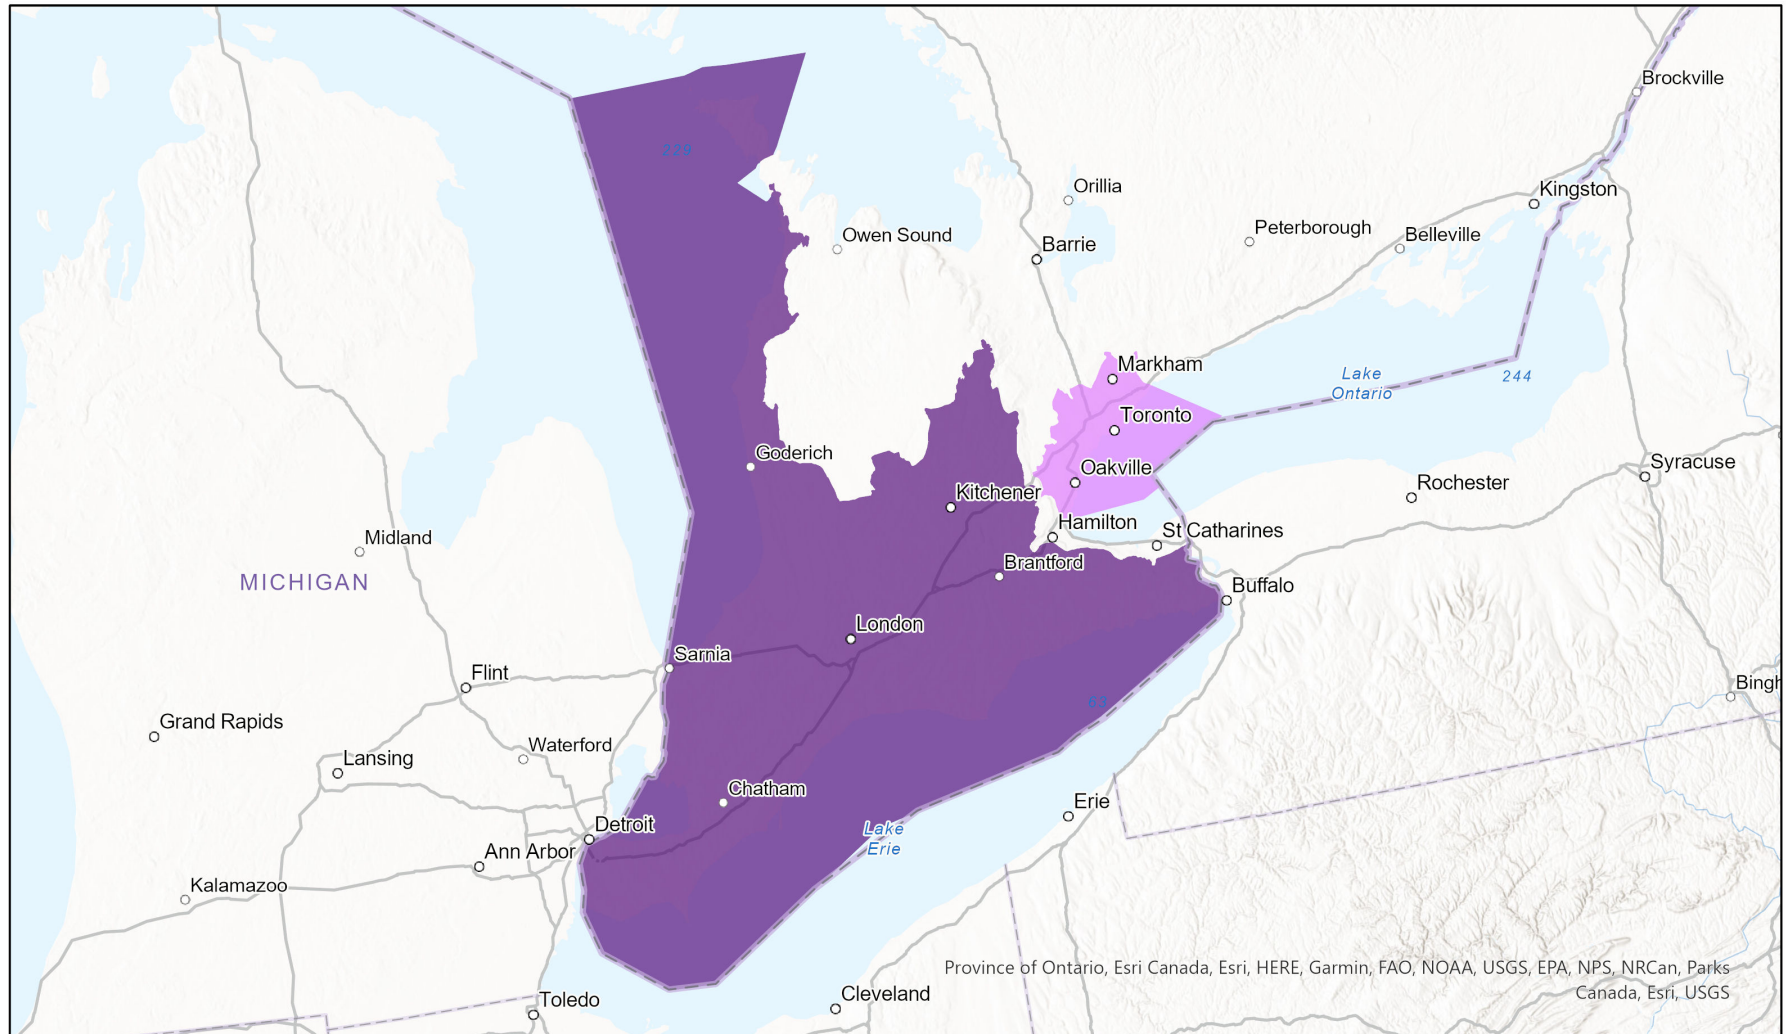 Brockville
229
Orillia
Kingston
Owen Sound
Peterborough
Belleville
Barrie
Markham
Lake
Ontario
244
Toronto
Goderich
Oakville
Syracuse
Rochester
Kitchener
Hamilton
St Catharines
Midland
MICHIGAN
Brantford
Buffalo
London
Sarnia
Flint
Bingh
63
Grand Rapids
Waterford
Lansing
Chatham
Erie
Detroit
Lake
Erie
Ann Arbor
Kalamazoo
Province of Ontario, Esri Canada, Esri, HERE, Garmin, FAO, NOAA, USGS, EPA, NPS, NRCan, Parks
Canada, Esri, USGS
Cleveland
Toledo